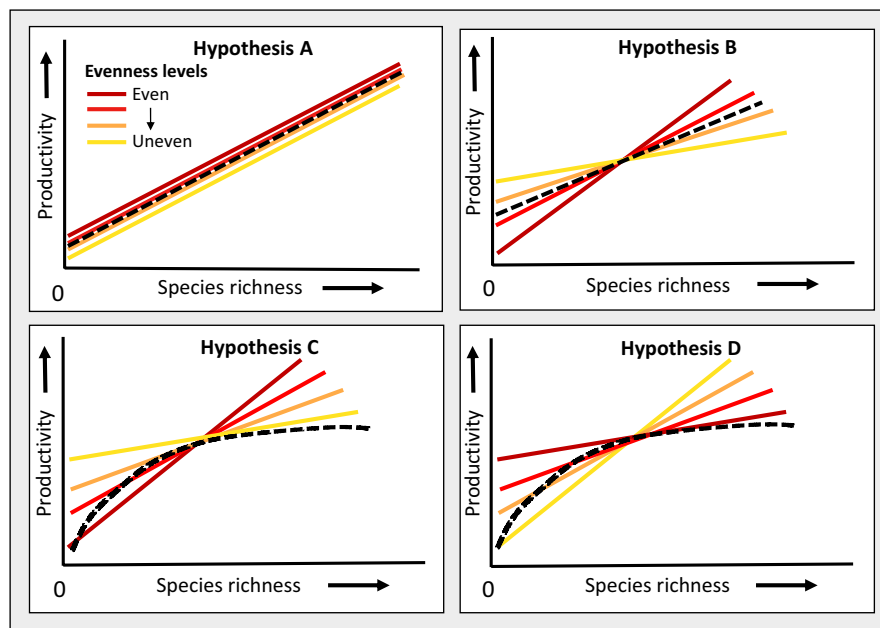 Hypothesis A
Evenness levels
Even
Uneven
Productivity
0
Species richness
Hypothesis B
Productivity
0
Species richness
Hypothesis C
Productivity
0
Species richness
Hypothesis D
Productivity
0
Species richness